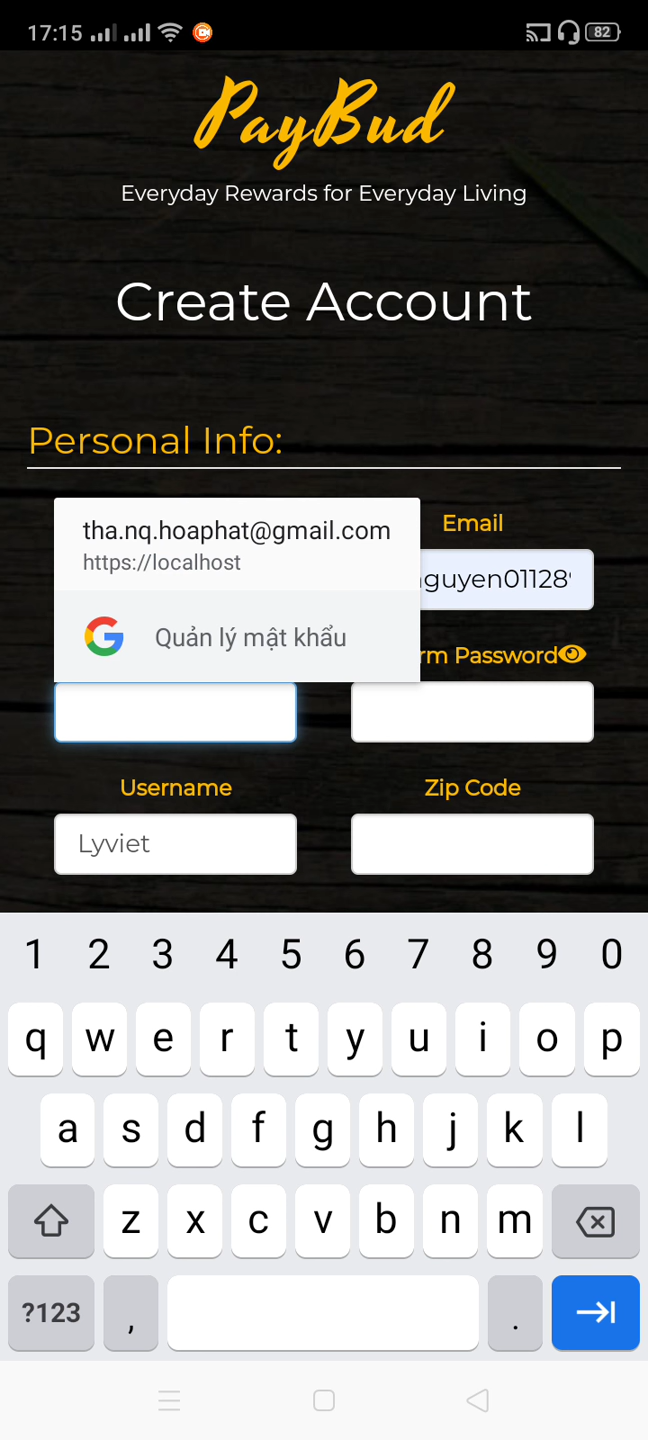 17:15
82
PayBud
Everyday Rewards for Everyday Living
Create Account
Personal Info:
tha.nq.hoaphat@gmail.com
https://localhost
Quản lý mật khẩu
Email
guyen01128
Password
Username
Zip Code
Lyviet
1 2 3 4 5 6 7 8 9 0
q w e r t y u i o p
a s d f g h j k l
z x c v b n m
?123 , .